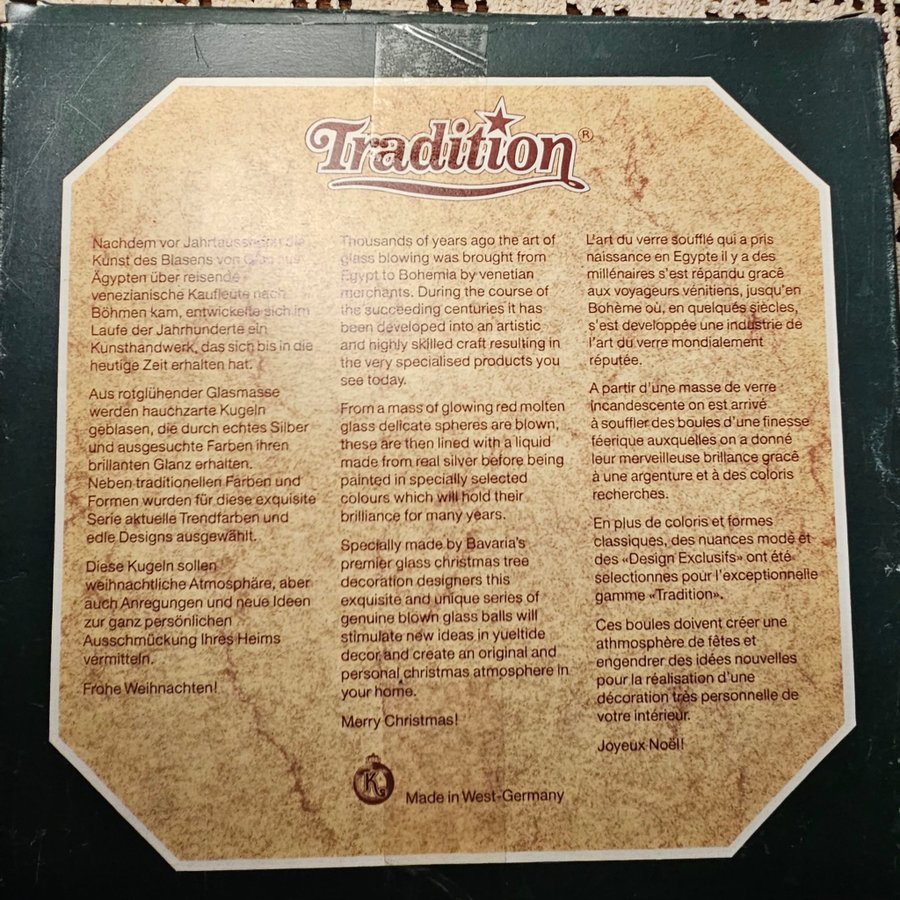 Tradition®
Nachdem vor Jahrtausenden die
Kunst des Blasens von Glas aus
Ägypten über reisende
venezianische Kaufleute nach
Böhmen kam, entwickelte sich im
Laufe der Jahrhunderte ein
Kunsthandwerk, das sich bis in die
heutige Zeit erhalten hat.
Aus rotglühender Glasmasse
werden hauchzarte Kugeln
geblasen, die durch echtes Silber
und ausgesuchte Farben ihren
brillanten Glanz erhalten.
Neben traditionellen Farben und
Formen wurden für diese exquisite
Serie aktuelle Trendfarben und
edle Designs ausgewählt.
Diese Kugeln sollen
weihnachtliche Atmosphäre, aber
auch Anregungen und neue Ideen
zur ganz persönlichen
Ausschmückung Ihres Heims
vermitteln.
Frohe Weihnachten!
Thousands of years ago the art of
glass blowing was brought from
Egypt to Bohemia by venetian
merchants. During the course of
the succeeding centuries it has
been developed into an artistic
and highly skilled craft resulting in
the very specialised products you
see today.
From a mass of glowing red molten
glass delicate spheres are blown,
these are then lined with a liquid
made from real silver before being
painted in specially selected
colours which will hold their
brilliance for many years.
Specially made by Bavaria's
premier glass christmas tree
decoration designers this
exquisite and unique series of
genuine blown glass balls will
stimulate new ideas in yueltide
decor and create an original and
personal christmas atmosphere in
your home.
Merry Christmas!
L'art du verre soufflé qui a pris
naissance en Egypte il y a des
millénaires s'est répandu gracê
aux voyageurs vénitiens, jusqu'en
Bohème où, en quelqués siècles,
s'est developpée une industrie de
l'art du verre mondialement
réputée.
A partir d'une masse de verre
incandescente on est arrivé
à souffler des boules d'une finesse
féerique auxquelles on a donné
leur merveilleuse brillance gracê
à une argenture et à des coloris
recherches.
En plus de coloris et formes
classiques, des nuances modê et
des «Design Exclusifs» ont été
sélectionnes pour l'exceptionnelle
gamme «Tradition».
Ces boules doivent créer une
athmosphère de fêtes et
engendrer des idées nouvelles
pour la réalisation d'une
décoration très personnelle de
votre intérieur.
Joyeux Noël!
K
Made in West-Germany